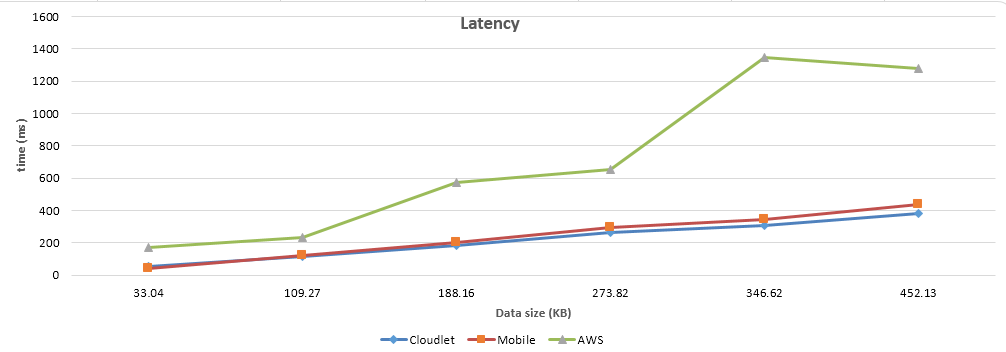 Latency
1600
1400
1200
1000
800
600
400
200
0
time (ms)
33.04 109.27 188.16 273.82 346.62 452.13
Data size (KB)
Cloudlet Mobile AWS